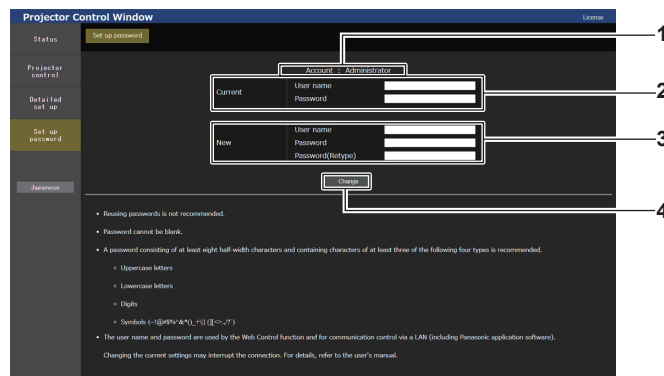 Projector Control Window
License
Status
Set up password
1
Projector
control
Account : Administrator
Current
User name
Password
2
Detailed
set up
Set up
password
New
User name
Password
Password(Retype)
3
Japanese
Change
4
• Reusing passwords is not recommended.
• Password cannot be blank.
• A password consisting of at least eight half-width characters and containing characters of at least three of the following four types is recommended.
Uppercase letters
Lowercase letters
Digits
Symbols (~!@#$%^&*()_+\|}{][<>.,/?`)
• The user name and password are used by the Web Control function and for communication control via a LAN (including Panasonic application software).
Changing the current settings may interrupt the connection. For details, refer to the user's manual.